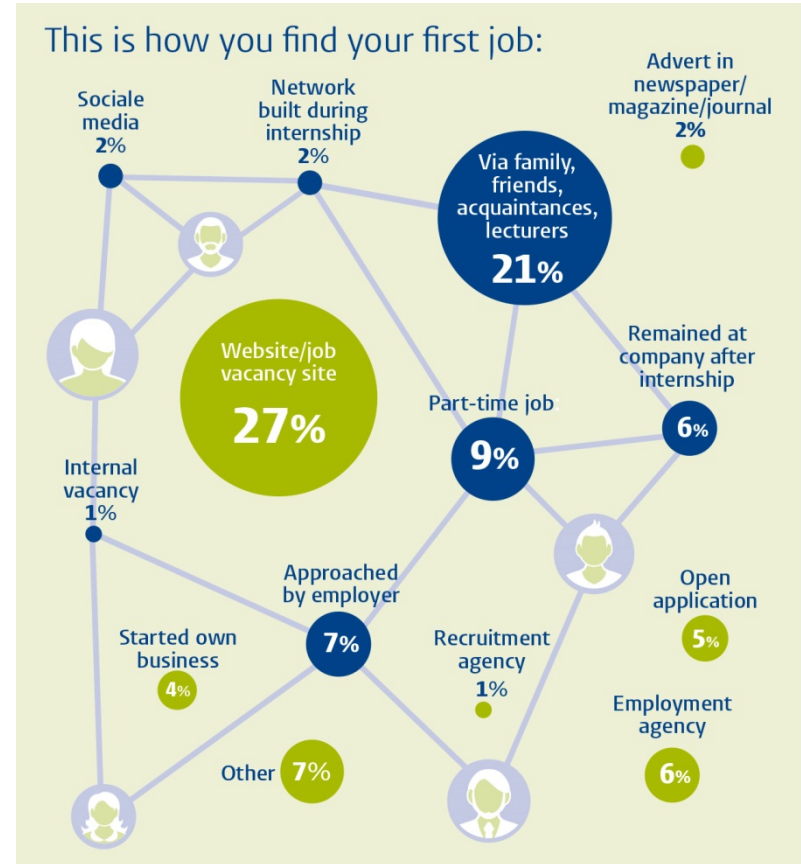 This is how you find your first job:
Sociale
media
2%
Network
built during
internship
2%
Advert in
newspaper/
magazine/journal
2%
Via family,
friends,
acquaintances,
lecturers
21%
Website/job
vacancy site
27%
Remained at
company after
internship
6%
Part-time job
9%
Internal
vacancy
1%
Approached
by employer
7%
Open
application
5%
Started own
business
4%
Recruitment
agency
1%
Employment
agency
6%
Other 7%